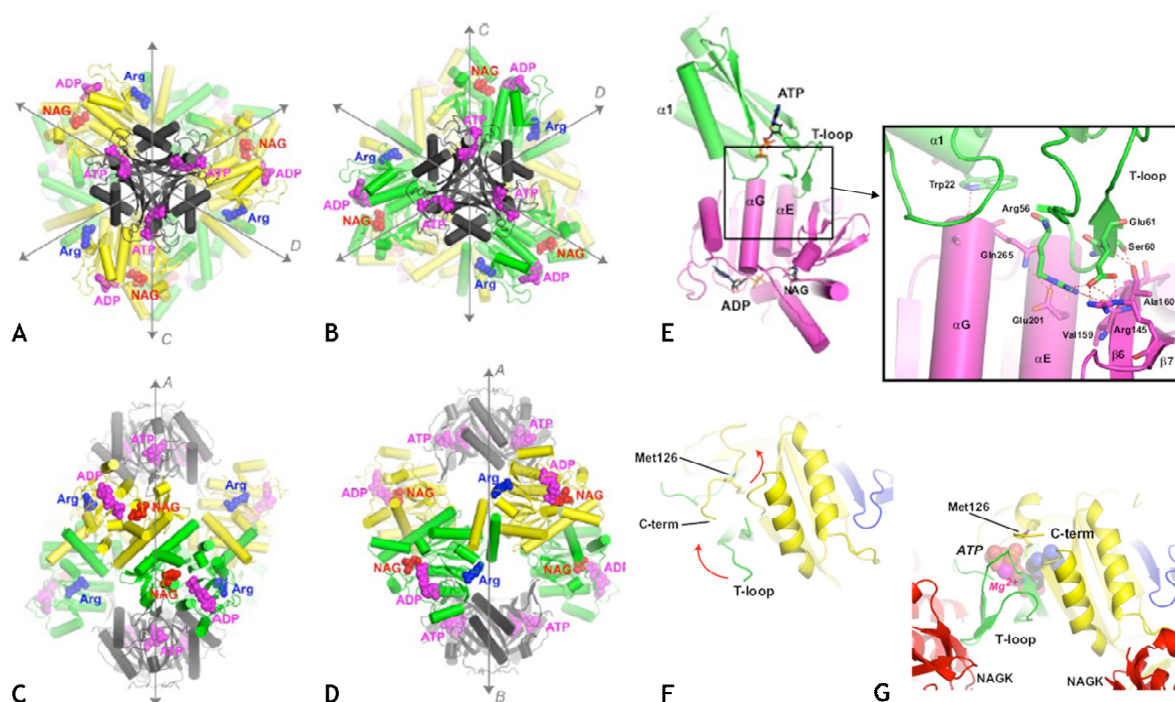 ADP
Arg
NAG
NAG
ATP
ATP
ADP
Arg
Arg
ATP
ADP
NAG
D
C
A
C
NAG
ADP
D
ATP
Arg
Arg
ADP
ATP
ATP
NAG
NAG
Arg
ADP
B
ATP
α1
T-loop
αG
αE
ADP
NAG
E
α1
T-loop
Trp22
Arg56
Glu61
Ser60
Gln265
Ala160
Glu201
Val159
Arg145
αG
αE
β6
β7
A
ATP
ADP
Arg
NAG
Arg
Arg
NAG
Arg
ADP
ATP
C
A
ATP
ATP
ADP
Arg
ADP
NAG
NAG
NAG
NAG
Arg
ADP
ADP
ATP
ATP
B
D
Met126
C-term
T-loop
F
Met126
C-term
ATP
Mg2+
T-loop
NAGK
NAGK
G